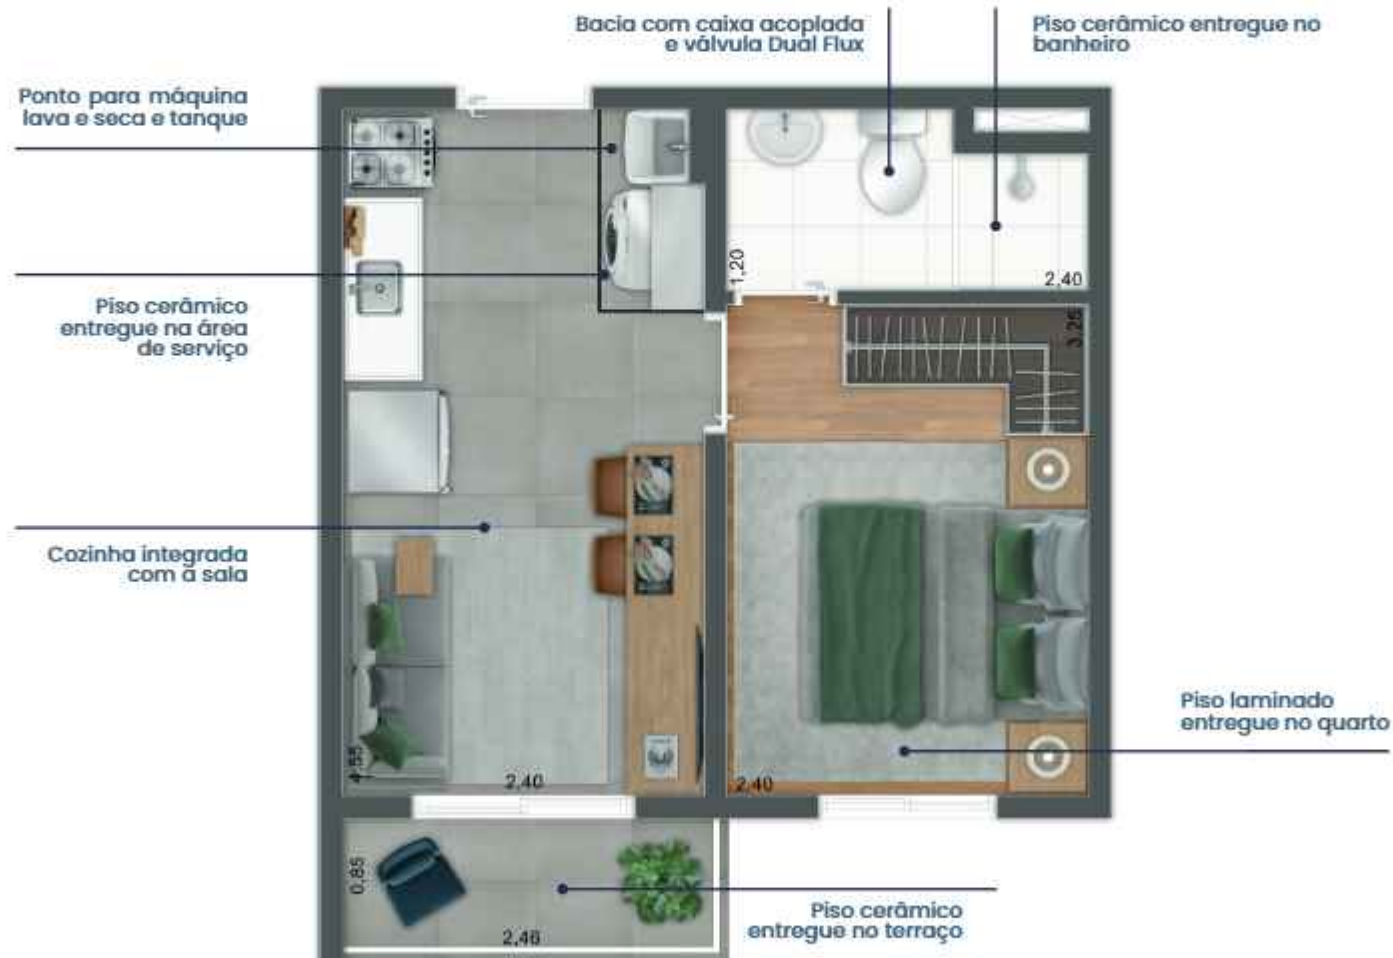 Bacia com caixa acoplada
e válvula Dual Flux
Piso cerâmico entregue no
banheiro
Ponto para máquina
lava e seca e tanque
1,20
2,40
Piso cerâmico
entregue na área
de serviço
3,25
Cozinha integrada
com a sala
Piso laminado
entregue no quarto
4,55
2,40
2,40
0,85
2,46
Piso cerâmico
entregue no terraço